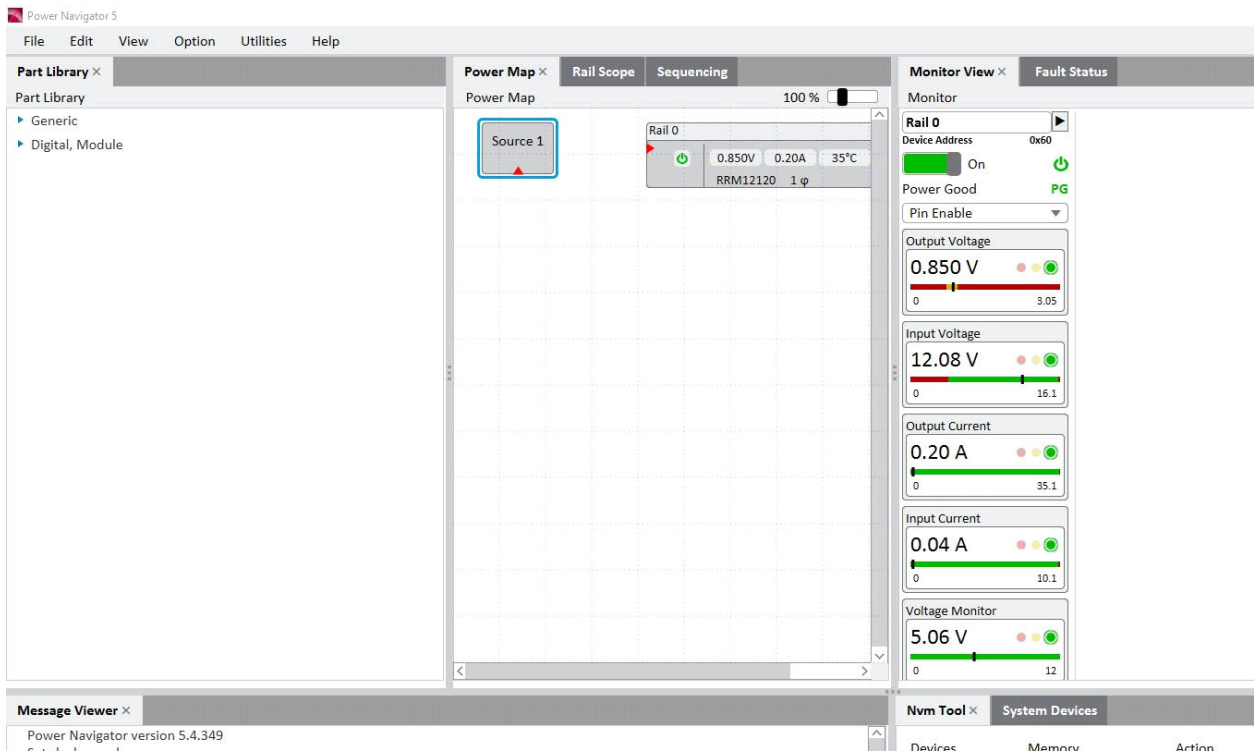 Power Navigator 5
File Edit View Option Utilities Help
Part Library ×
Part Library
Generic
Digital, Module
Power Map × Rail Scope Sequencing
Power Map 100 %
Source 1
Rail 0
0.850V 0.20A 35°C
RRM12120 1 φ
Monitor View × Fault Status
Monitor
Rail 0
Device Address 0x60
On
Power Good PG
Pin Enable
Output Voltage
0.850 V
0 3.05
Input Voltage
12.08 V
0 16.1
Output Current
0.20 A
0 35.1
Input Current
0.04 A
0 10.1
Voltage Monitor
5.06 V
0 12
Message Viewer ×
Power Navigator version 5.4.349
Nvm Tool × System Devices
Devices Memory Action